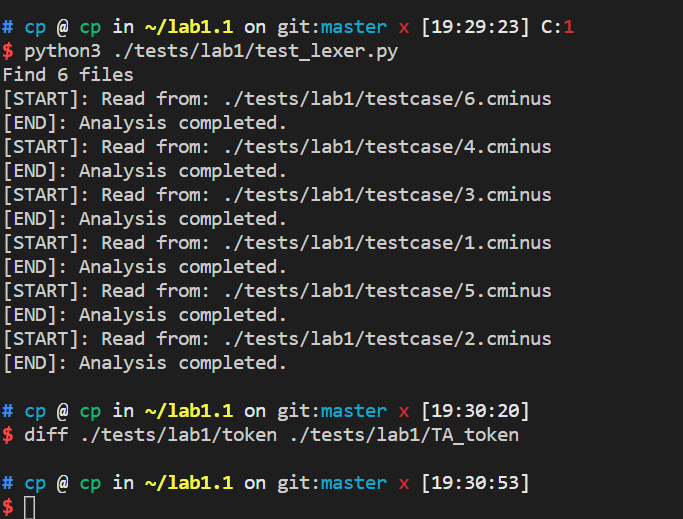 # cp @ cp in ~/lab1.1 on git:master x [19:29:23] C:1
$ python3 ./tests/lab1/test_lexer.py
Find 6 files
[START]: Read from: ./tests/lab1/testcase/6.cminus
[END]: Analysis completed.
[START]: Read from: ./tests/lab1/testcase/4.cminus
[END]: Analysis completed.
[START]: Read from: ./tests/lab1/testcase/3.cminus
[END]: Analysis completed.
[START]: Read from: ./tests/lab1/testcase/1.cminus
[END]: Analysis completed.
[START]: Read from: ./tests/lab1/testcase/5.cminus
[END]: Analysis completed.
[START]: Read from: ./tests/lab1/testcase/2.cminus
[END]: Analysis completed.
# cp @ cp in ~/lab1.1 on git:master x [19:30:20]
$ diff ./tests/lab1/token ./tests/lab1/TA_token
# cp @ cp in ~/lab1.1 on git:master x [19:30:53]
$